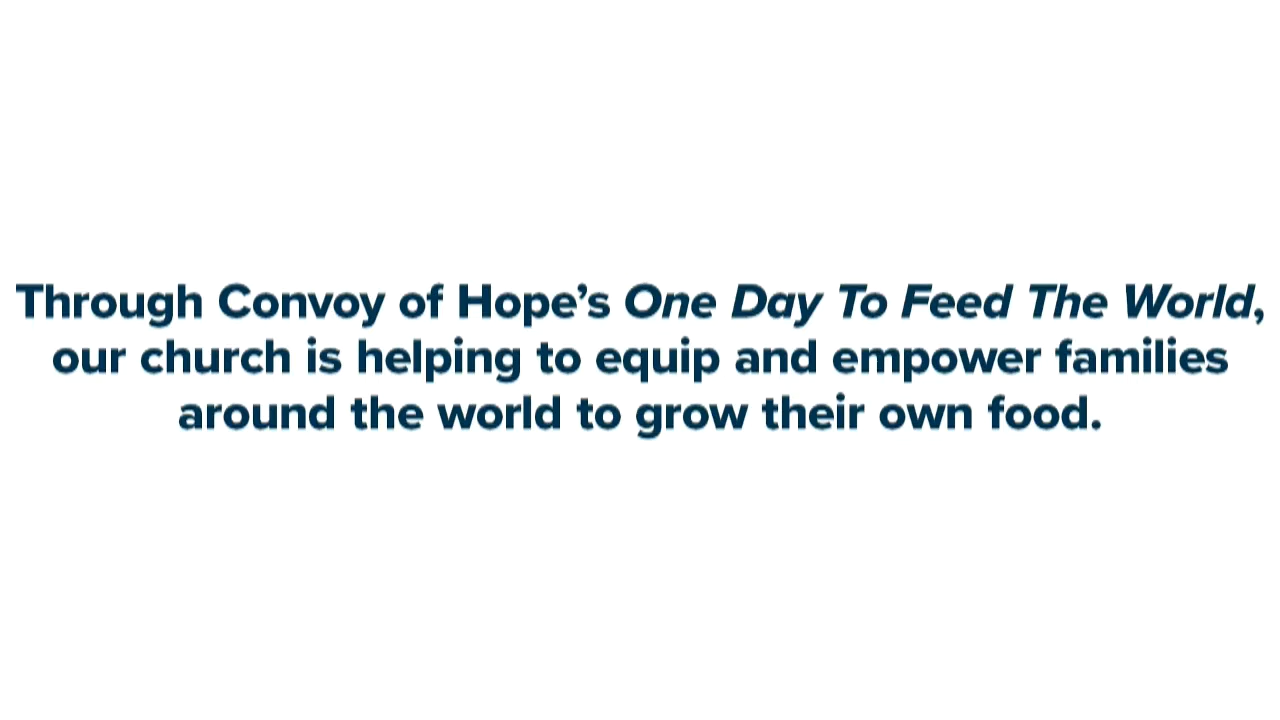 Through Convoy of Hope’s One Day To Feed The World,
our church is helping to equip and empower families
around the world to grow their own food.